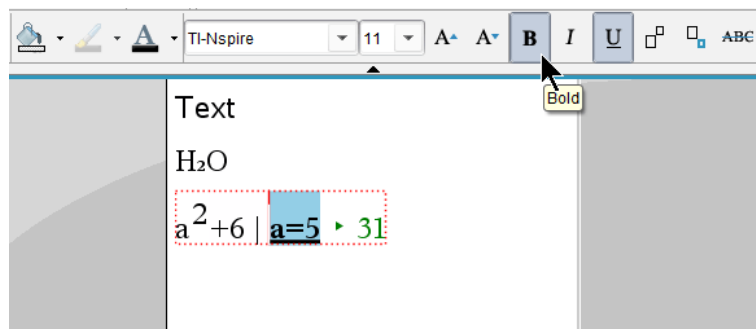 A TI-Nspire 11 A A B I U ABC
Bold
Text
H₂O
a²+6 | a=5 ▸ 31